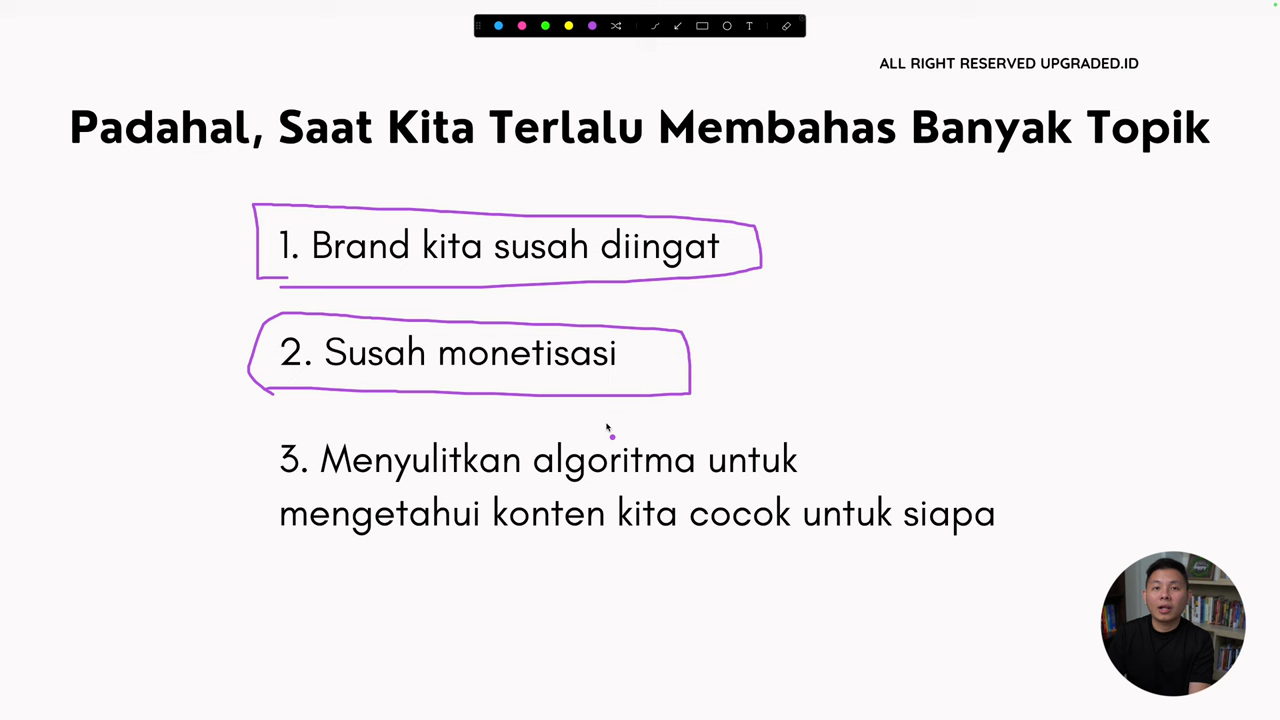 ALL RIGHT RESERVED UPGRADED.ID
Padahal, Saat Kita Terlalu Membahas Banyak Topik
1. Brand kita susah diingat
2. Susah monetisasi
3. Menyulitkan algoritma untuk
mengetahui konten kita cocok untuk siapa